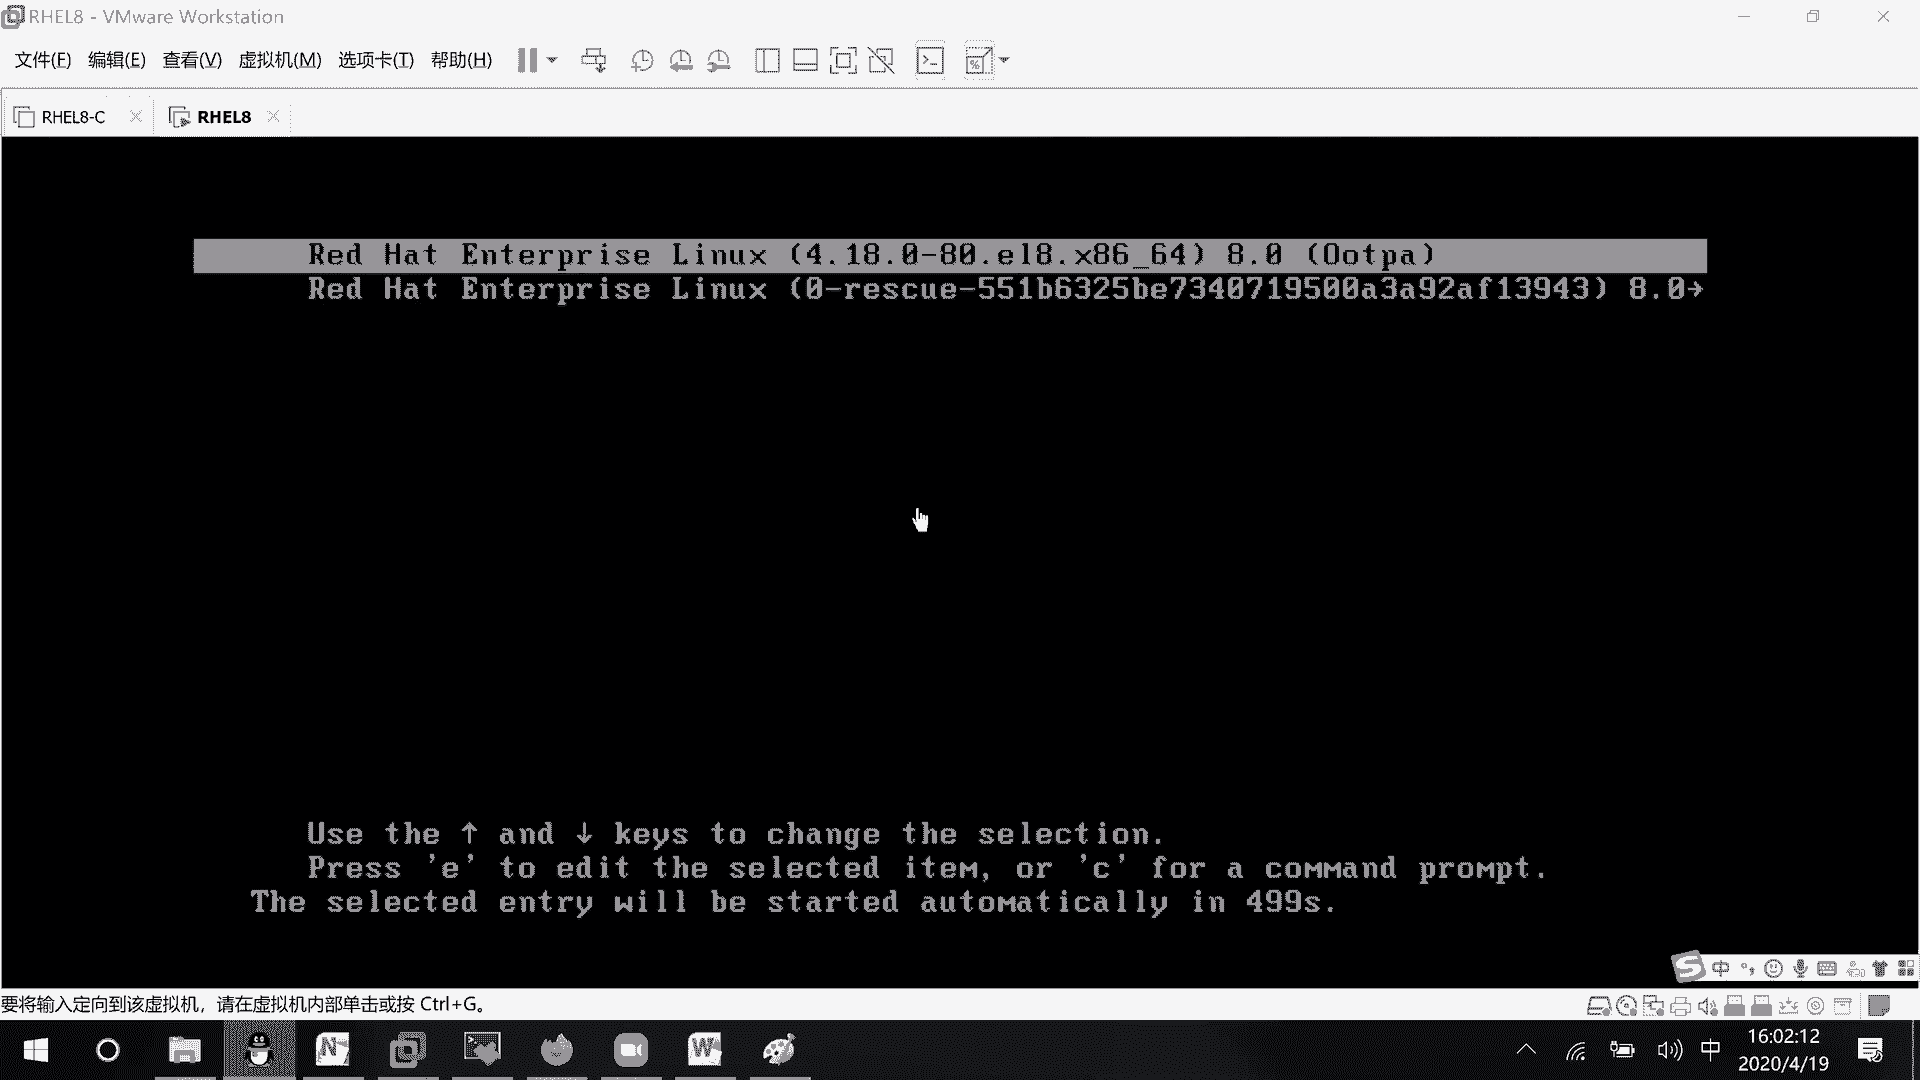 RHEL8 - VMware Workstation
文件(F) 编辑(E) 查看(V) 虚拟机(M) 选项卡(T) 帮助(H)
RHEL8-C RHEL8
Red Hat Enterprise Linux (4.18.0-80.el8.x86_64) 8.0 (Ootpa)
Red Hat Enterprise Linux (0-rescue-551b6325be7340719500a3a92af13943) 8.0→
Use the ↑ and ↓ keys to change the selection.
Press 'e' to edit the selected item, or 'c' for a command prompt.
The selected entry will be started automatically in 499s.
中
要将输入定向到该虚拟机，请在虚拟机内部单击或按 Ctrl+G。
中 16:02:12
2020/4/19